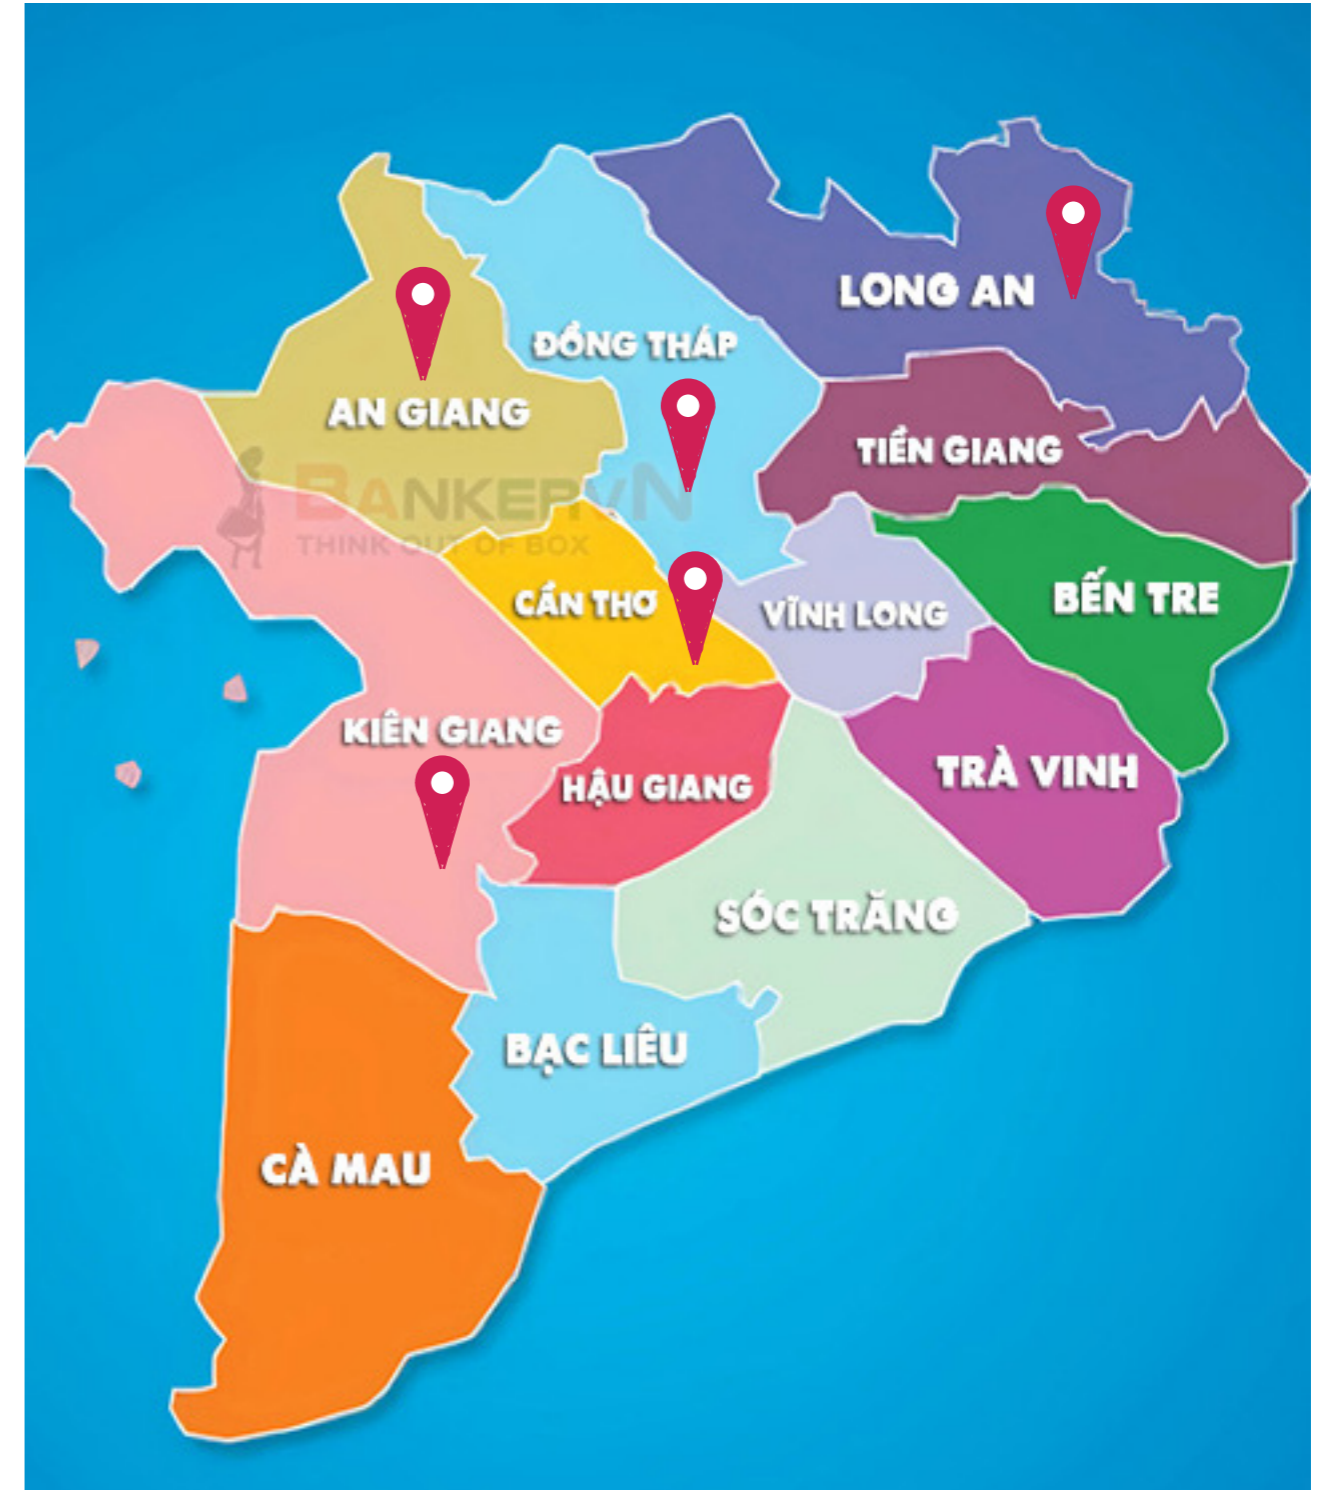 LONG AN
ĐỒNG THÁP
AN GIANG
TIỀN GIANG
BANKERVN
THINK OUT OF BOX
CẦN THƠ
VĨNH LONG
BẾN TRE
KIÊN GIANG
HẬU GIANG
TRÀ VINH
SÓC TRĂNG
BẠC LIÊU
CÀ MAU